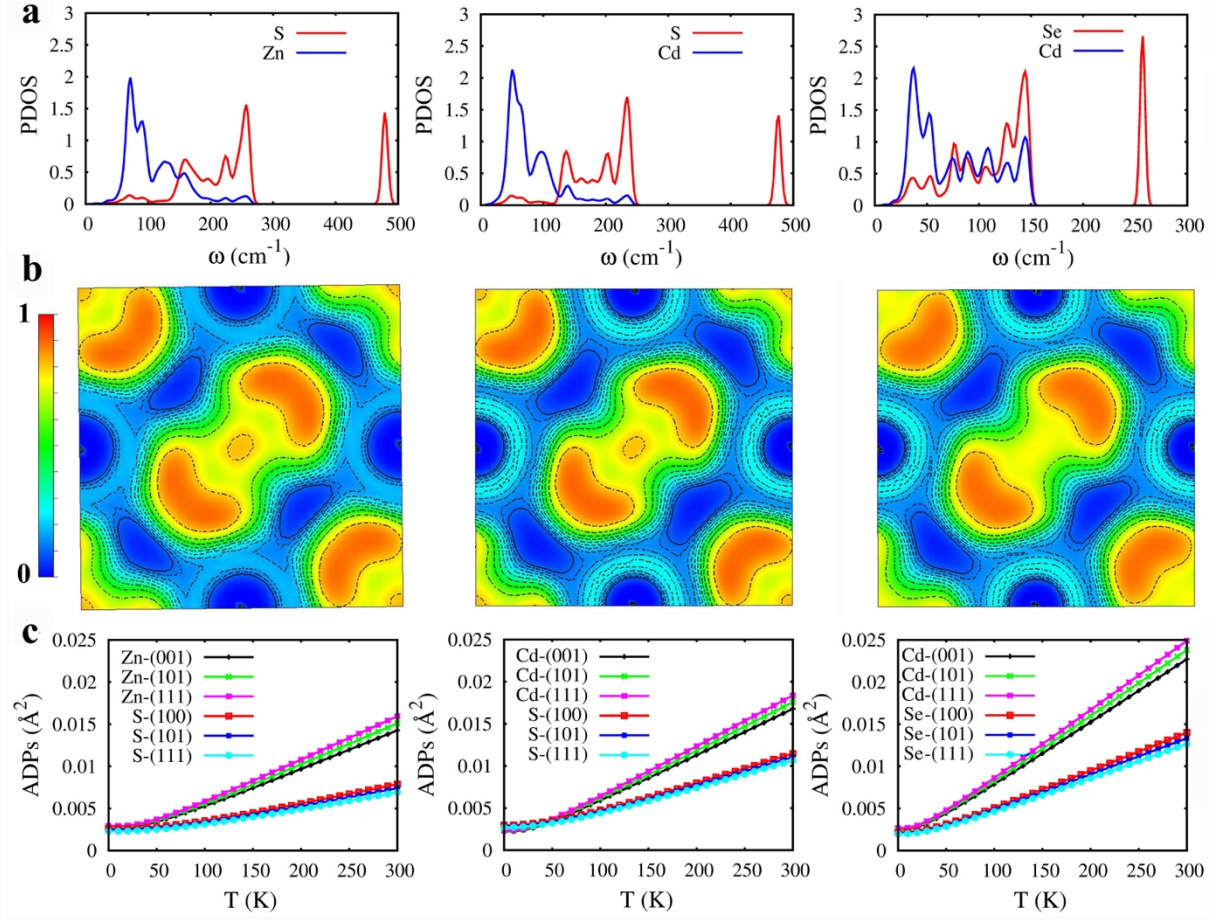 a
3
2.5
2
1.5
1
0.5
0
PDOS
S
Zn
0 100 200 300 400 500
ω (cm⁻¹)
3
2.5
2
1.5
1
0.5
0
PDOS
S
Cd
0 100 200 300 400 500
ω (cm⁻¹)
3
2.5
2
1.5
1
0.5
0
PDOS
Se
Cd
0 50 100 150 200 250 300
ω (cm⁻¹)
b
1
0
c
0.025
0.02
0.015
0.01
0.005
0
ADPs (Å²)
Zn-(001)
Zn-(101)
Zn-(111)
S-(100)
S-(101)
S-(111)
0 50 100 150 200 250 300
T (K)
0.025
0.02
0.015
0.01
0.005
0
ADPs (Å²)
Cd-(001)
Cd-(101)
Cd-(111)
S-(100)
S-(101)
S-(111)
0 50 100 150 200 250 300
T (K)
0.025
0.02
0.015
0.01
0.005
0
ADPs (Å²)
Cd-(001)
Cd-(101)
Cd-(111)
Se-(100)
Se-(101)
Se-(111)
0 50 100 150 200 250 300
T (K)